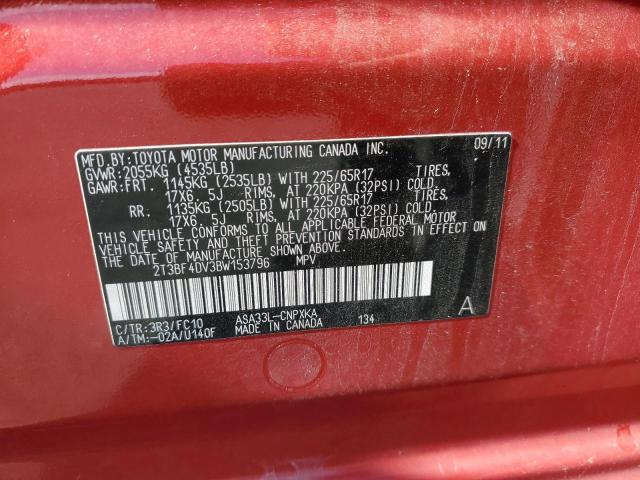 MFD.BY:TOYOTA MOTOR MANUFACTURING CANADA INC. 09/11
GVWR:2055KG (4535LB)
GAWR:FRT. 1145KG (2535LB) WITH 225/65R17 TIRES,
17X6. 5J RIMS, AT 220KPA (32PSI) COLD.
RR. 1135KG (2505LB) WITH 225/65R17 TIRES,
17X6. 5J RIMS, AT 220KPA (32PSI) COLD.
THIS VEHICLE CONFORMS TO ALL APPLICABLE FEDERAL MOTOR
VEHICLE SAFETY AND THEFT PREVENTION STANDARDS IN EFFECT ON
THE DATE OF MANUFACTURE SHOWN ABOVE.
2T3BF4DV3BW153796 MPV
C/TR:3R3/FC10 ASA33L-CNPXKA A
A/TM:-02A/U140F MADE IN CANADA 134